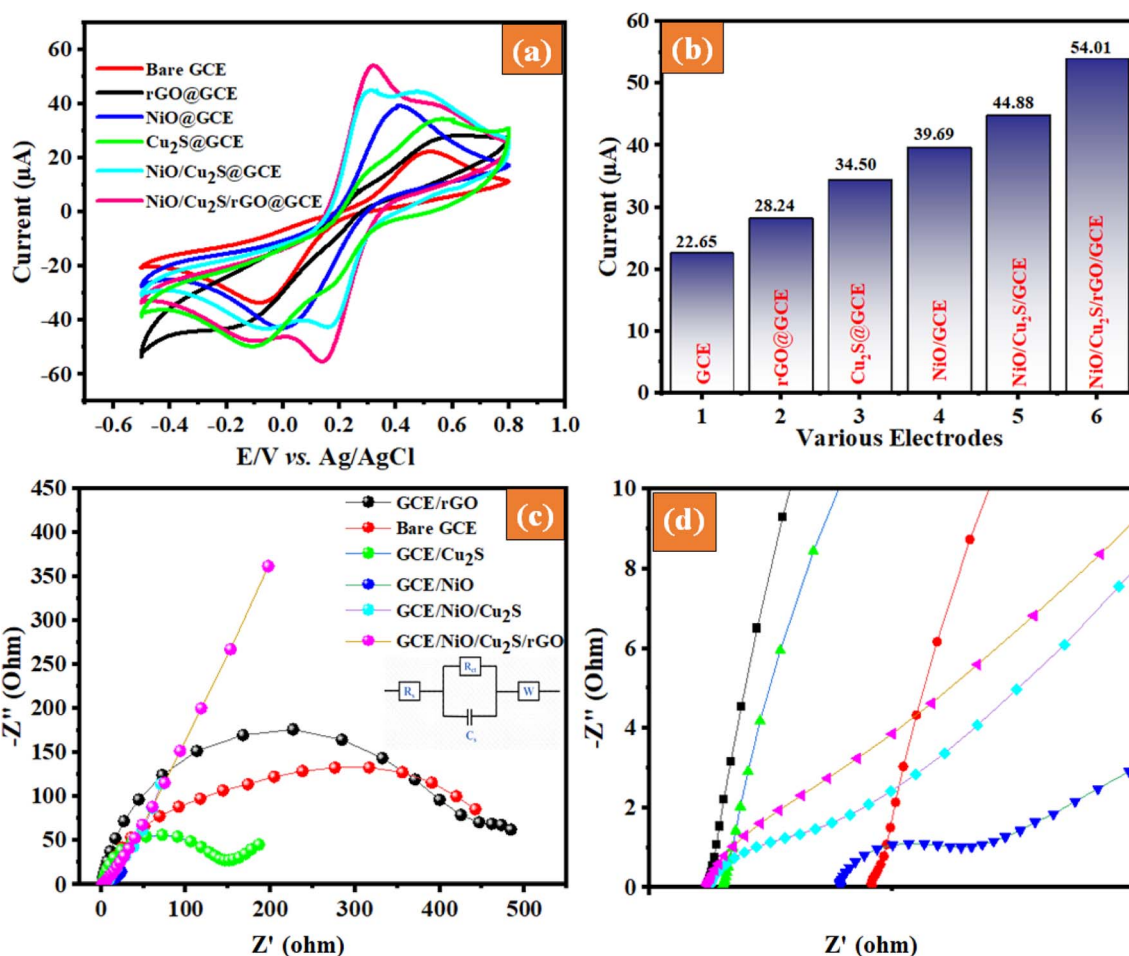 (a)
60
40
20
0
-20
-40
-60
Current (µA)
Bare GCE
rGO@GCE
NiO@GCE
Cu₂S@GCE
NiO/Cu₂S@GCE
NiO/Cu₂S/rGO@GCE
-0.6 -0.4 -0.2 0.0 0.2 0.4 0.6 0.8 1.0
E/V vs. Ag/AgCl
(b)
60
50
40
30
20
10
0
Current (µA)
22.65
28.24
34.50
39.69
44.88
54.01
GCE
rGO@GCE
Cu₂S@GCE
NiO/GCE
NiO/Cu₂S/GCE
NiO/Cu₂S/rGO/GCE
1 2 3 4 5 6
Various Electrodes
(c)
450
400
350
300
250
200
150
100
50
0
-Z" (Ohm)
GCE/rGO
Bare GCE
GCE/Cu₂S
GCE/NiO
GCE/NiO/Cu₂S
GCE/NiO/Cu₂S/rGO
Rₛ
W
0 100 200 300 400 500
Z' (ohm)
(d)
10
8
6
4
2
0
-Z" (Ohm)
Z' (ohm)